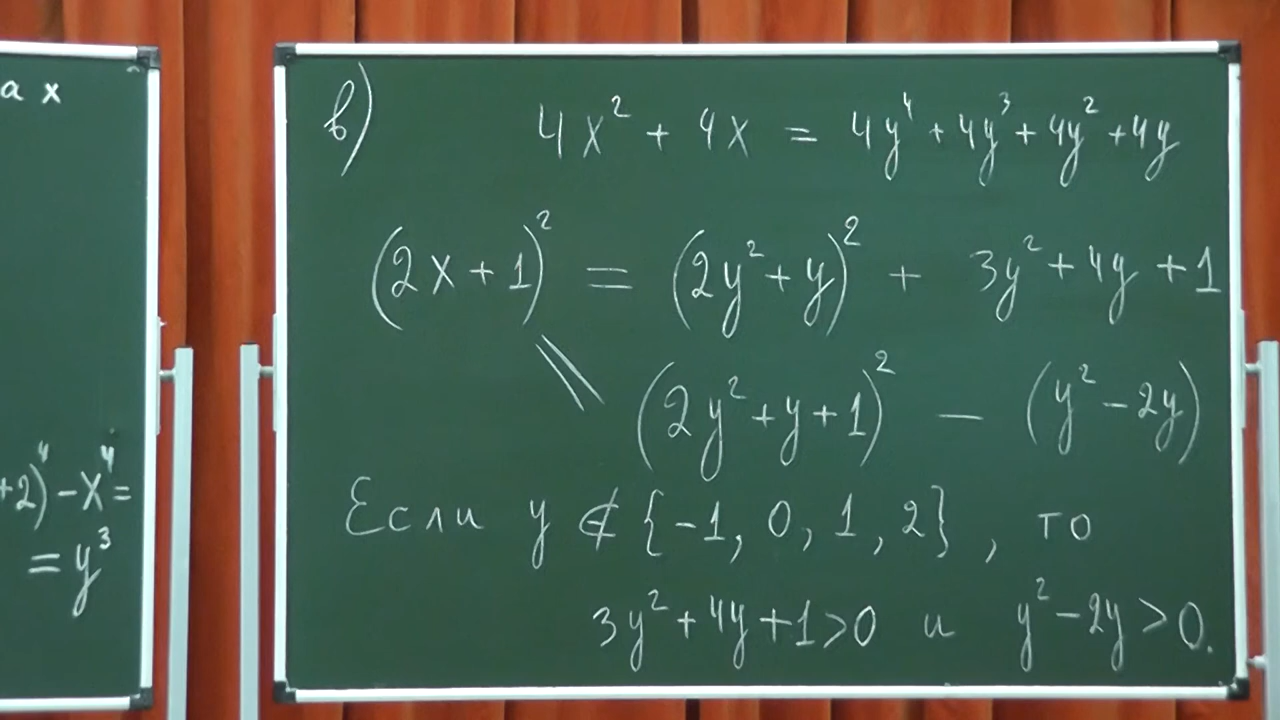 а х
+2)⁴ - x⁴ =
= y³
в)
4x² + 4x = 4y⁴ + 4y³ + 4y² + 4y
(2x + 1)² = (2y² + y)² + 3y² + 4y + 1
\\ (2y² + y + 1)² − (y² − 2y)
Если y ∉ {-1, 0, 1, 2}, то
3y² + 4y + 1 > 0 и y² − 2y > 0.